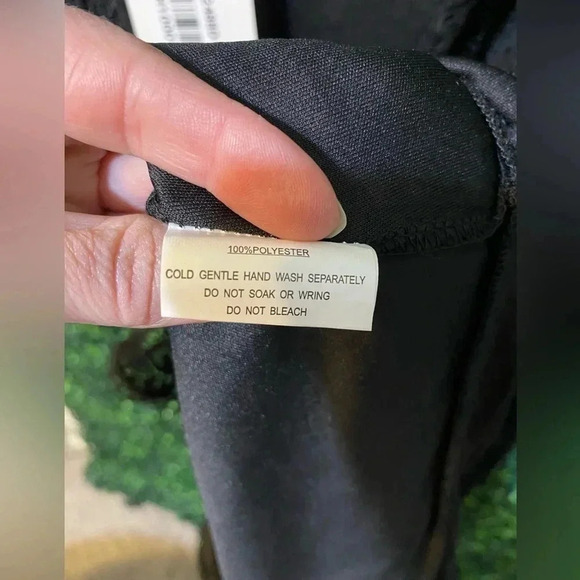 100%POLYESTER
COLD GENTLE HAND WASH SEPARATELY
DO NOT SOAK OR WRING
DO NOT BLEACH